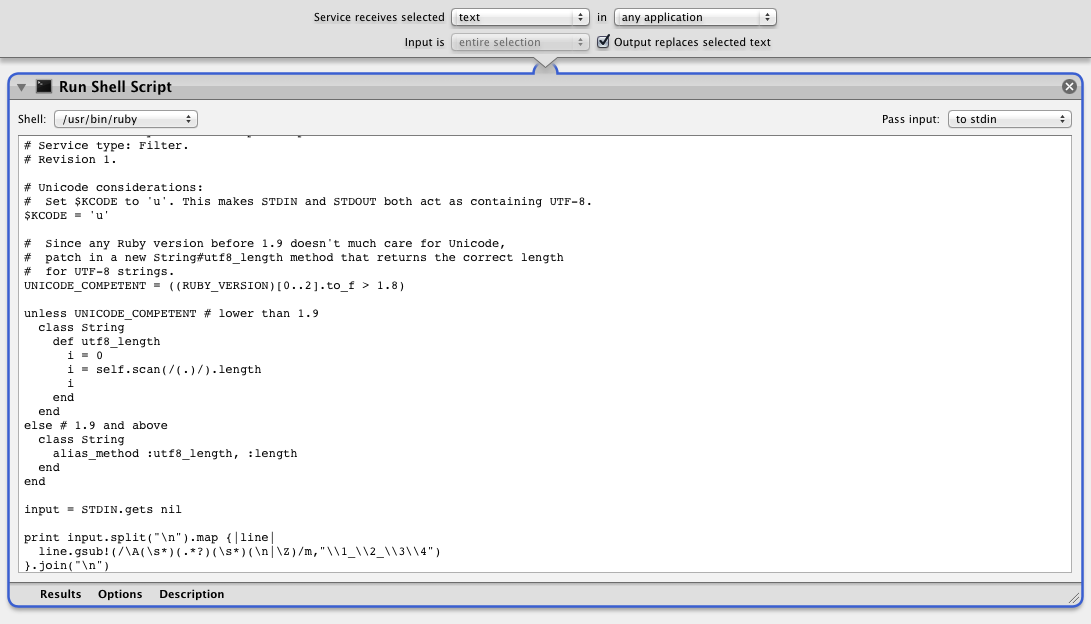 Service receives selected text in any application
Input is entire selection Output replaces selected text
Run Shell Script
Shell: /usr/bin/ruby Pass input: to stdin
# Service type: Filter.
# Revision 1.
# Unicode considerations:
#  Set $KCODE to 'u'. This makes STDIN and STDOUT both act as containing UTF-8.
$KCODE = 'u'
#  Since any Ruby version before 1.9 doesn't much care for Unicode,
#  patch in a new String#utf8_length method that returns the correct length
#  for UTF-8 strings.
UNICODE_COMPETENT = ((RUBY_VERSION)[0..2].to_f > 1.8)
unless UNICODE_COMPETENT # lower than 1.9
  class String
    def utf8_length
      i = 0
      i = self.scan(/(.)/).length
      i
    end
  end
else # 1.9 and above
  class String
    alias_method :utf8_length, :length
  end
end
input = STDIN.gets nil
print input.split("\n").map {|line|
  line.gsub!(/\A(\s*)(.*?)(\s*)(\n|\Z)/m,"\\1_\\2_\\3\\4")
}.join("\n")
Results Options Description